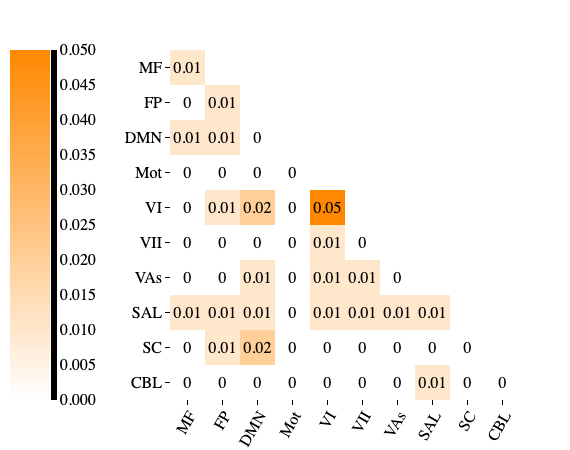 0.050
0.045
0.040
0.035
0.030
0.025
0.020
0.015
0.010
0.005
0.000
MF 0.01
FP 0 0.01
DMN 0.01 0.01 0
Mot 0 0 0 0
VI 0 0.01 0.02 0 0.05
VII 0 0 0 0 0.01 0
VAs 0 0 0.01 0 0.01 0.01 0
SAL 0.01 0.01 0.01 0 0.01 0.01 0.01 0.01
SC 0 0.01 0.02 0 0 0 0 0 0
CBL 0 0 0 0 0 0 0 0.01 0 0
MF FP DMN Mot VI VII VAs SAL SC CBL